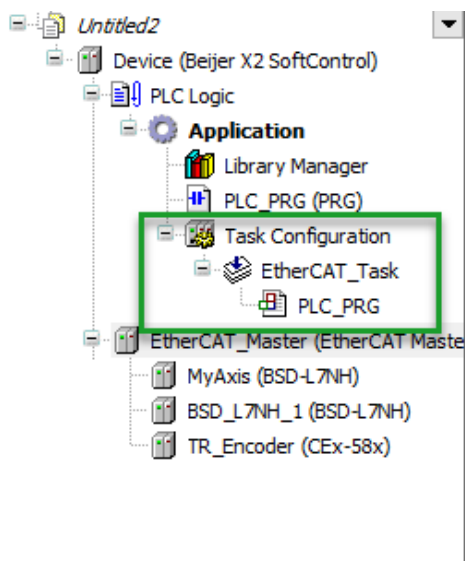 Untitled2
Device (Beijer X2 SoftControl)
PLC Logic
Application
Library Manager
PLC_PRG (PRG)
Task Configuration
EtherCAT_Task
PLC_PRG
EtherCAT_Master (EtherCAT Maste
MyAxis (BSD-L7NH)
BSD_L7NH_1 (BSD-L7NH)
TR_Encoder (CEx-58x)